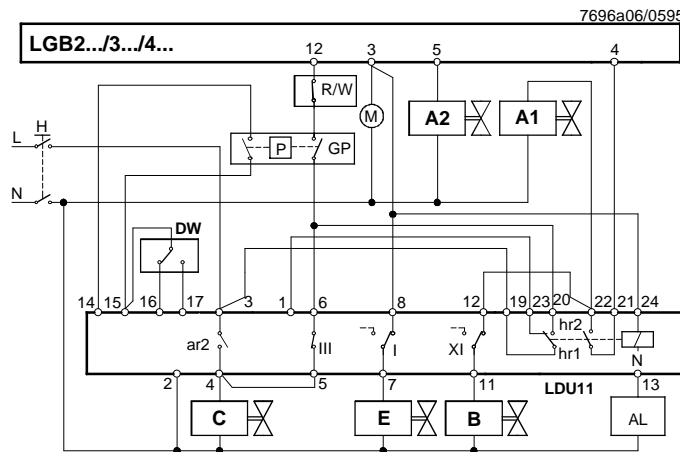 7696a06/0595
LGB2.../3.../4...
12 3 5 4
R/W
M
A2
A1
L H
P GP
N
DW
14 15 16 17 3 1 6 8 12 19 23 20 22 21 24
ar2 III I XI hr2
hr1
N
2 4 5 7 11 LDU11 13
C E B AL